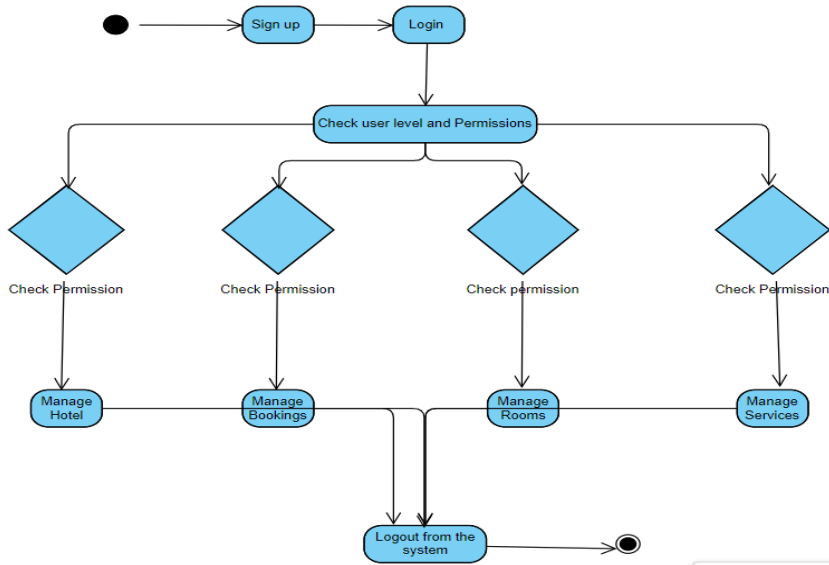 Sign up
Login
Check user level and Permissions
Check Permission
Check Permission
Check permission
Check Permission
Manage
Hotel
Manage
Bookings
Manage
Rooms
Manage
Services
Logout from the
system